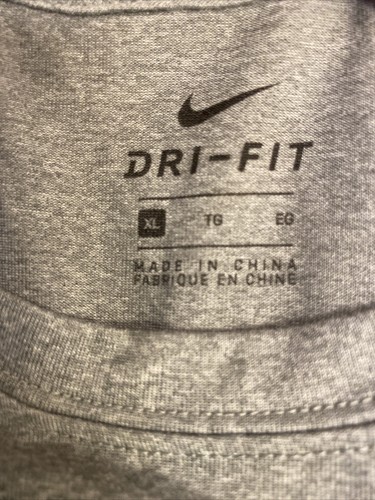 DRI-FIT
XL TG EG
MADE IN CHINA
FABRIQUE EN CHINE